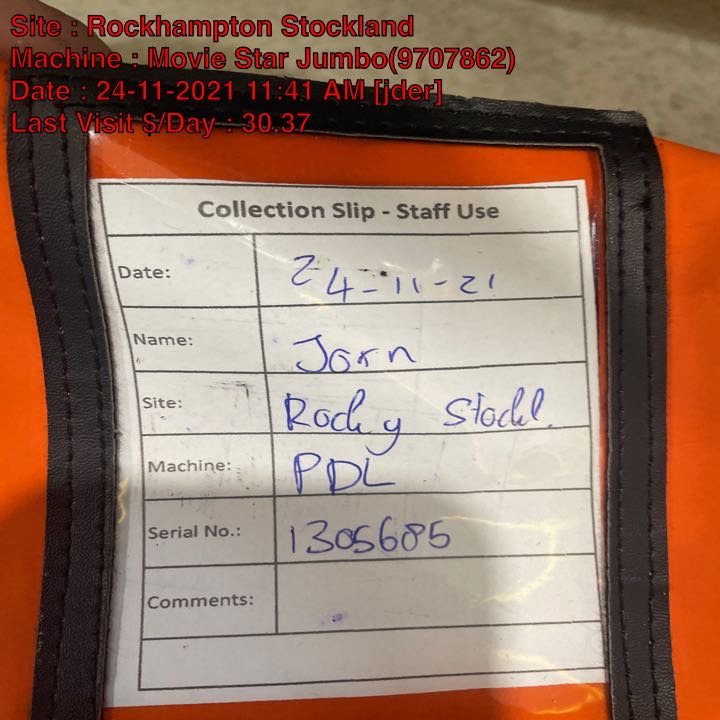 Site : Rockhampton Stockland
Machine : Movie Star Jumbo(9707862)
Date : 24-11-2021 11:41 AM [jder]
Last Visit $/Day : 30.37
Collection Slip - Staff Use
Date: 24-11-21
Name: Jorn
Site: Rocky Stockl.
Machine: PDL
Serial No.: 1305685
Comments: